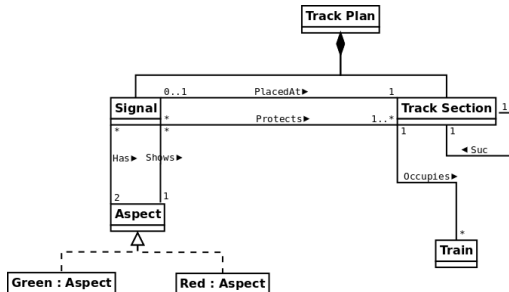 Track Plan
0..1 PlacedAt► 1
Signal Track Section 1
* Protects► 1..*
* * 1 1
◄ Suc
Has► Shows►
Occupies►
2 1
Aspect
*
Train
Green : Aspect Red : Aspect